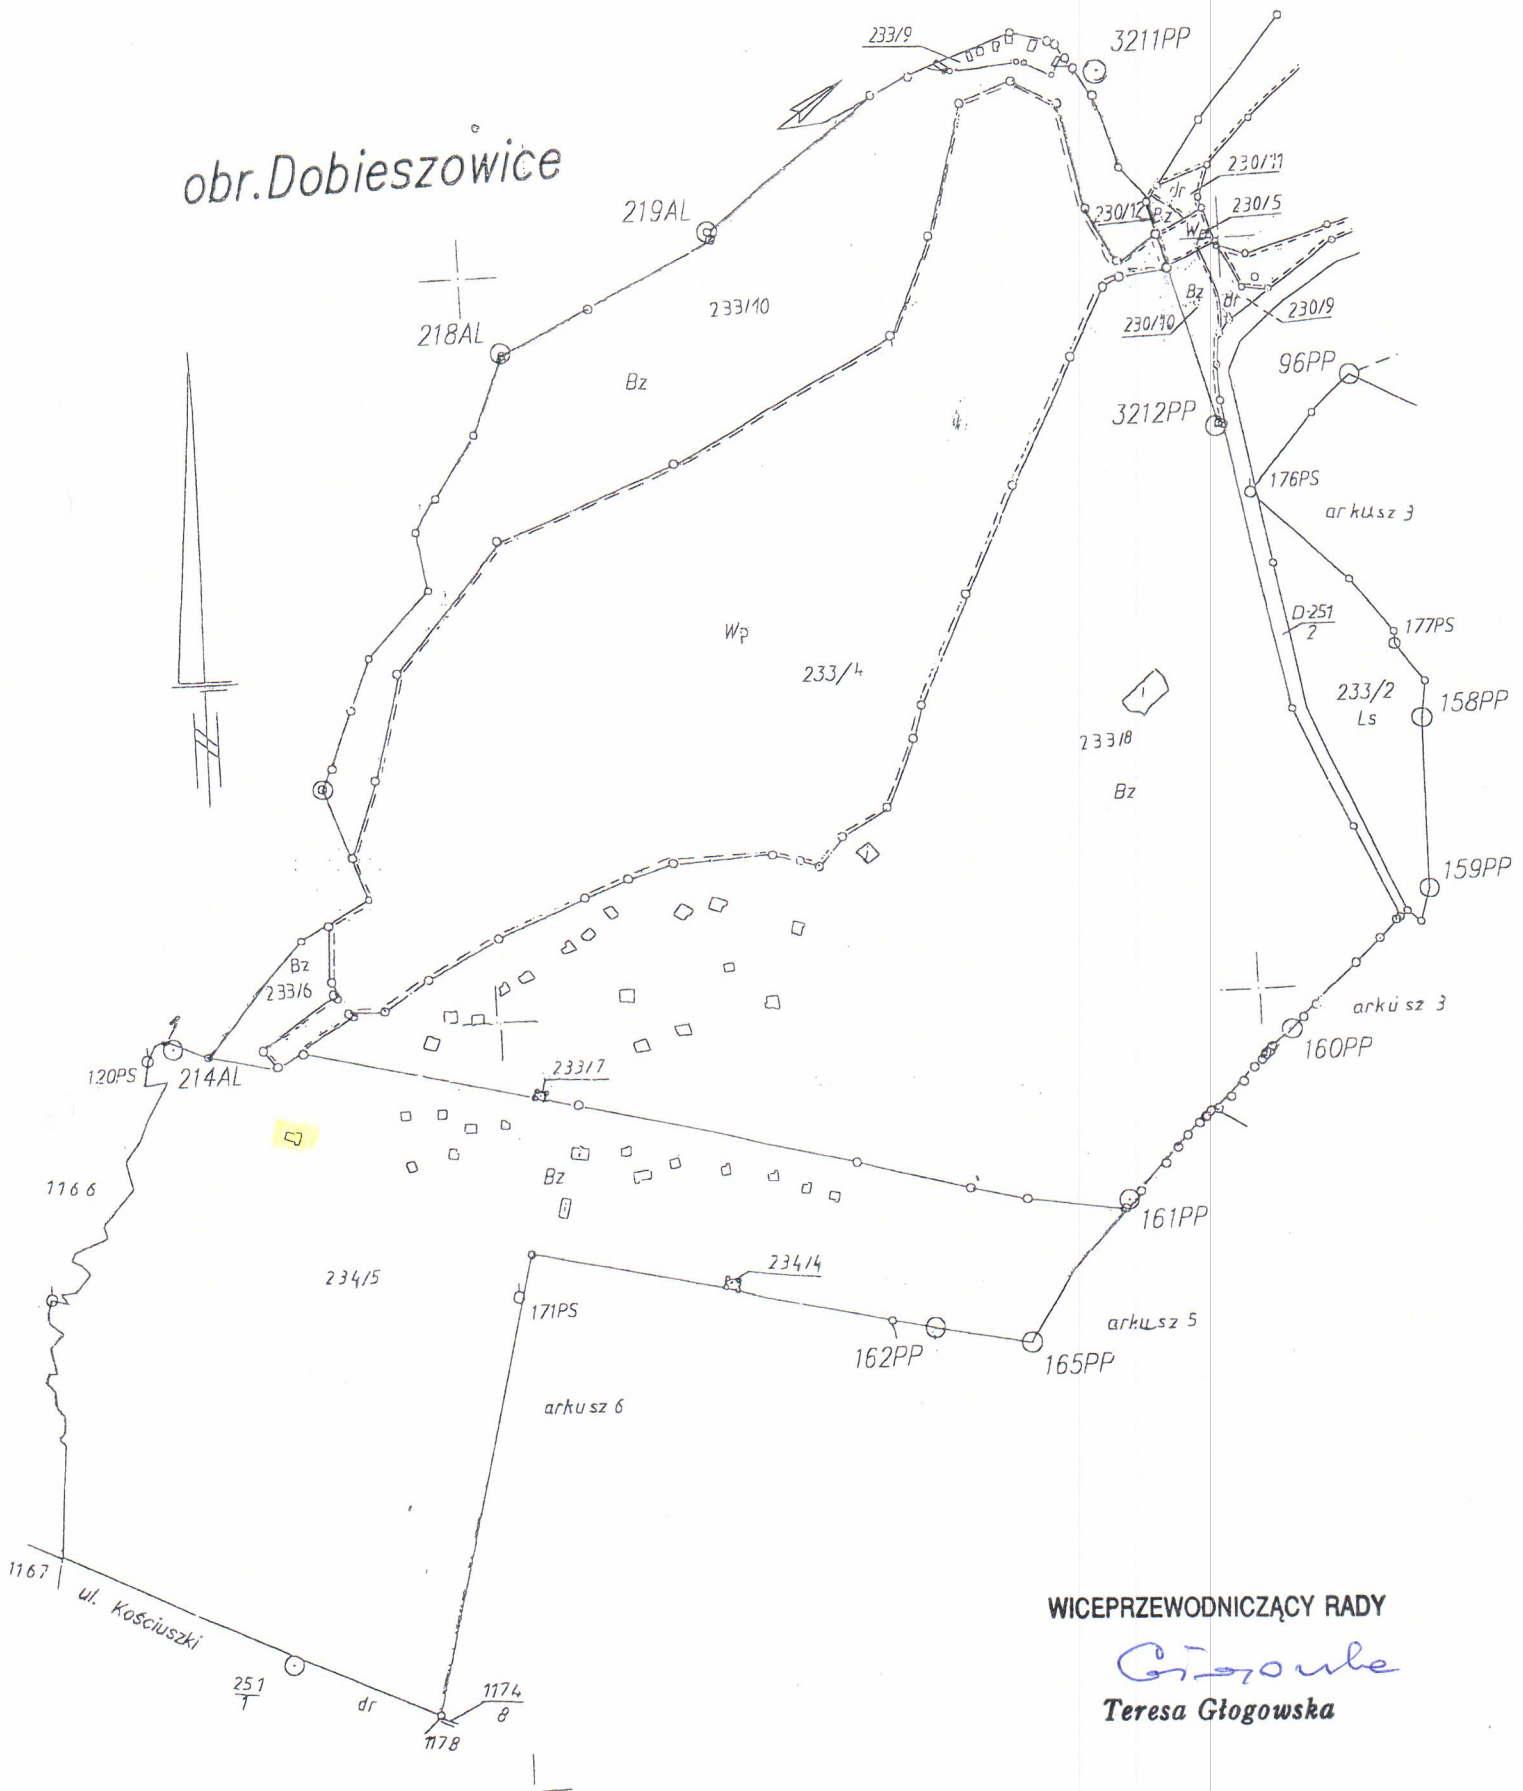 233/9
3211PP
obr.Dobieszowice
230/11
dr
219AL
230/12
Bz
230/5
Wp
218AL
233/10
Bz
dr
230/10
230/9
Bz
96PP
3212PP
176PS
arkusz 3
D-251
2
177PS
Wp
233/4
233/2
Ls
158PP
233/8
Bz
159PP
Bz
233/6
arkusz 3
160PP
120PS
214AL
233/7
1166
Bz
161PP
234/5
234/4
171PS
arkusz 5
162PP
165PP
arkusz 6
1167
ul. Kościuszki
251
1
dr
1174
8
1178
WICEPRZEWODNICZĄCY RADY
Teresa Głogowska